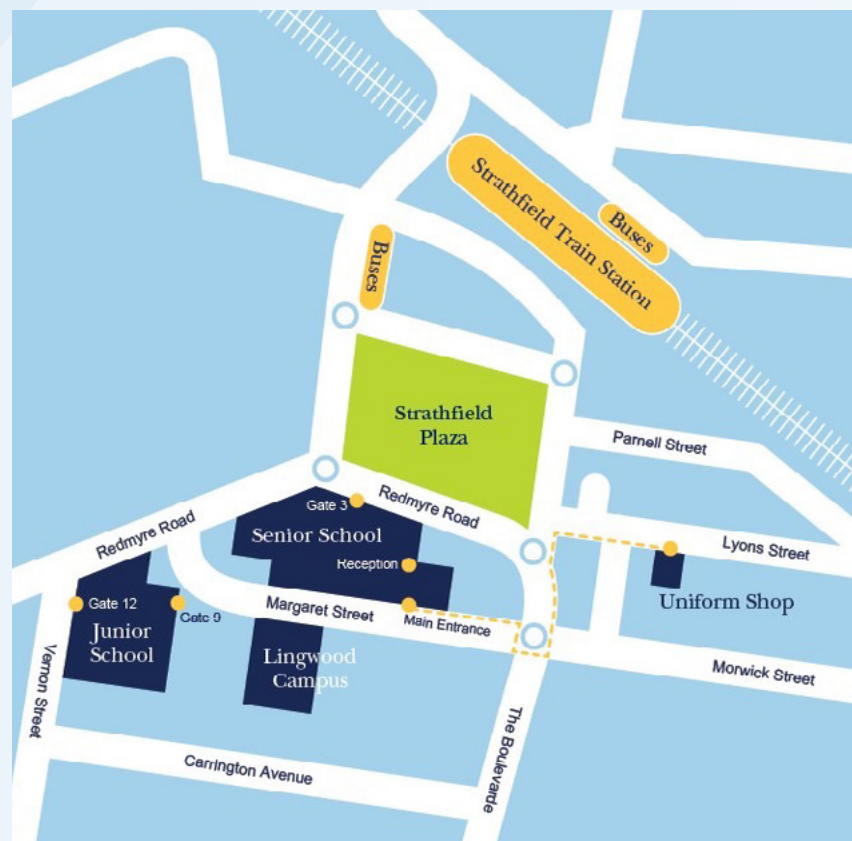 Strathfield Train Station
Buses
Buses
Strathfield
Plaza
Parnell Street
Gate 3
Redmyre Road
Redmyre Road
Senior School
Lyons Street
Reception
Uniform Shop
Gate 12
Gate 9
Margaret Street
Main Entrance
Junior
School
Lingwood
Campus
Morwick Street
Vernon Street
The Boulevarde
Carrington Avenue